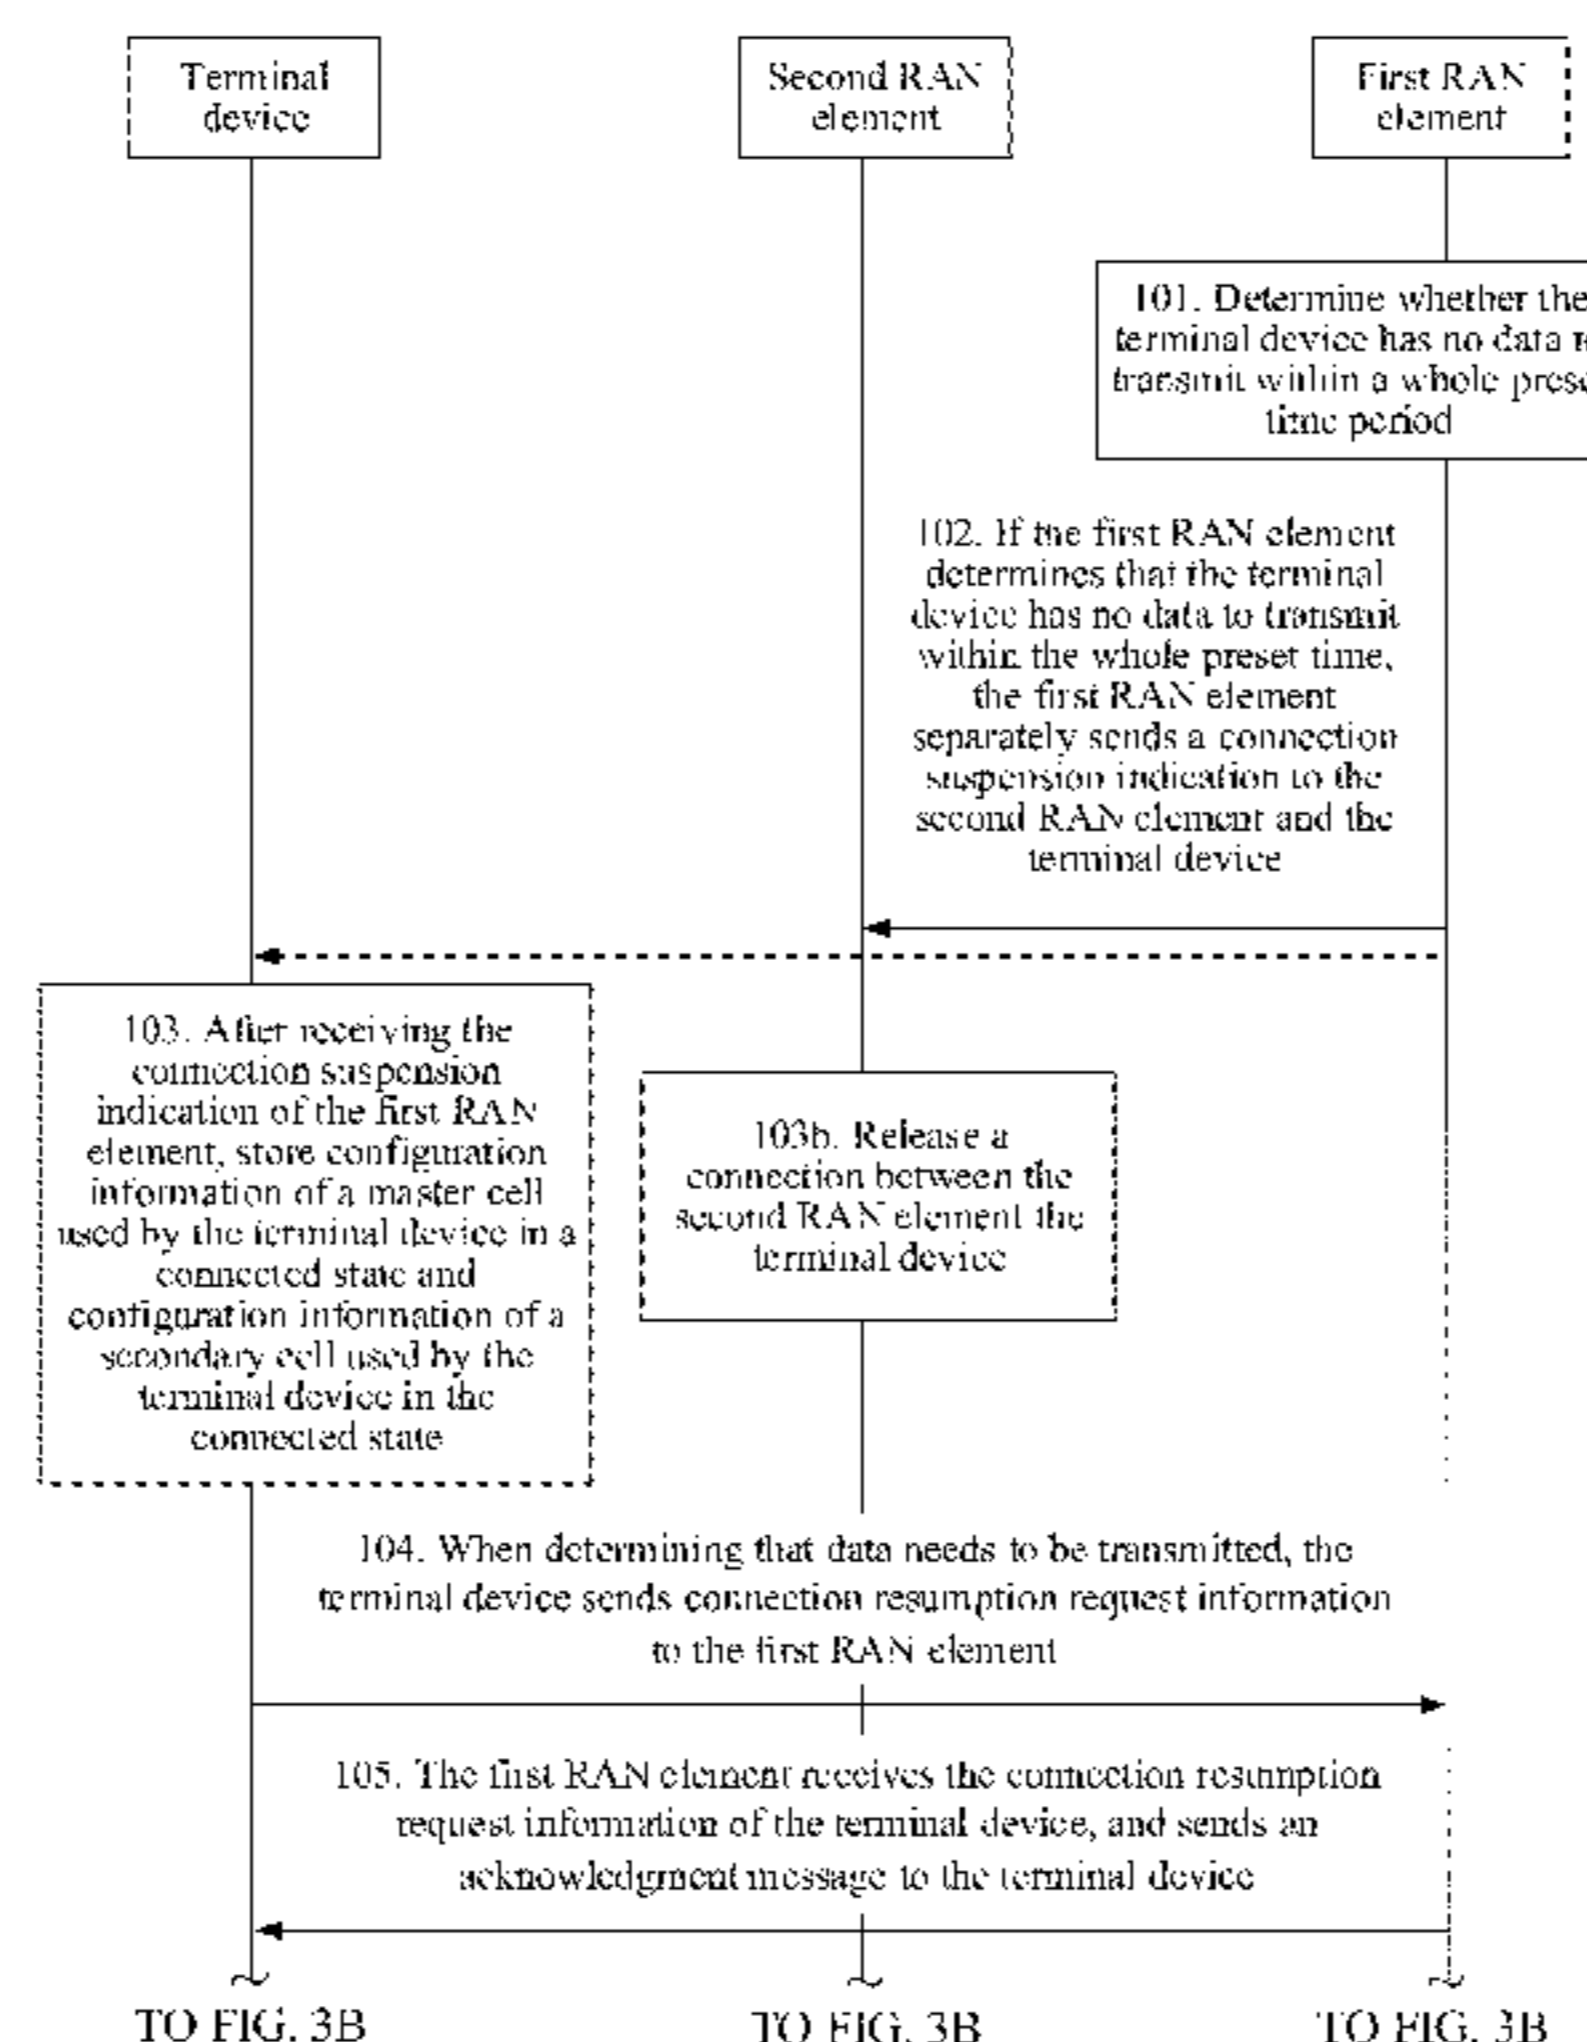 Terminal
device
Second RAN
element
First RAN
element
101. Determine whether the
terminal device has no data
transmit within a whole
time period
102. If the first RAN element
determines that the terminal
device has no data to transmit
within the whole preset time,
the first RAN element
separately sends a connection
suspension indication to the
second RAN element and the
terminal device
103. After receiving the
connection suspension
indication of the first RAN
element, store configuration
information of a master cell
used by the terminal device in a
connected state and
configuration information of a
secondary cell used by the
terminal device in the
connected state
103b. Release a
connection between the
second RAN element the
terminal device
104. When determining that data needs to be transmitted, the
terminal device sends connection resumption request information
to the first RAN element
105. The first RAN element receives the connection resumption
request information of the terminal device, and sends an
acknowledgment message to the terminal device
TO FIG. 3B
TO FIG. 3B
TO FIG. 3B